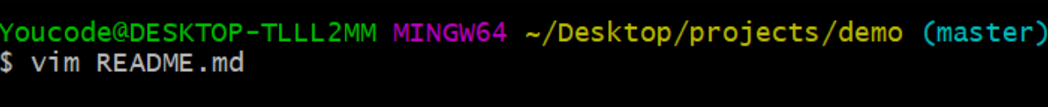 Youcode@DESKTOP-TLLL2MM MINGW64 ~/Desktop/projects/demo (master)
$ vim README.md